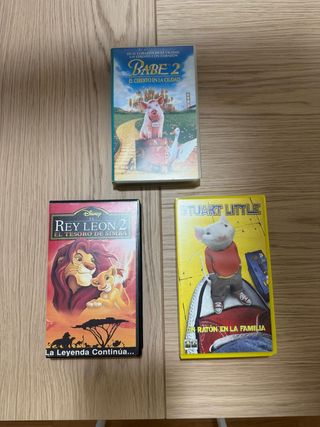 BABE 2
EL CERDITO EN LA CIUDAD
Disney
EL
REY LEÓN 2
EL TESORO DE SIMBA
La Leyenda Continúa...
STUART LITTLE
UN RATÓN EN LA FAMILIA